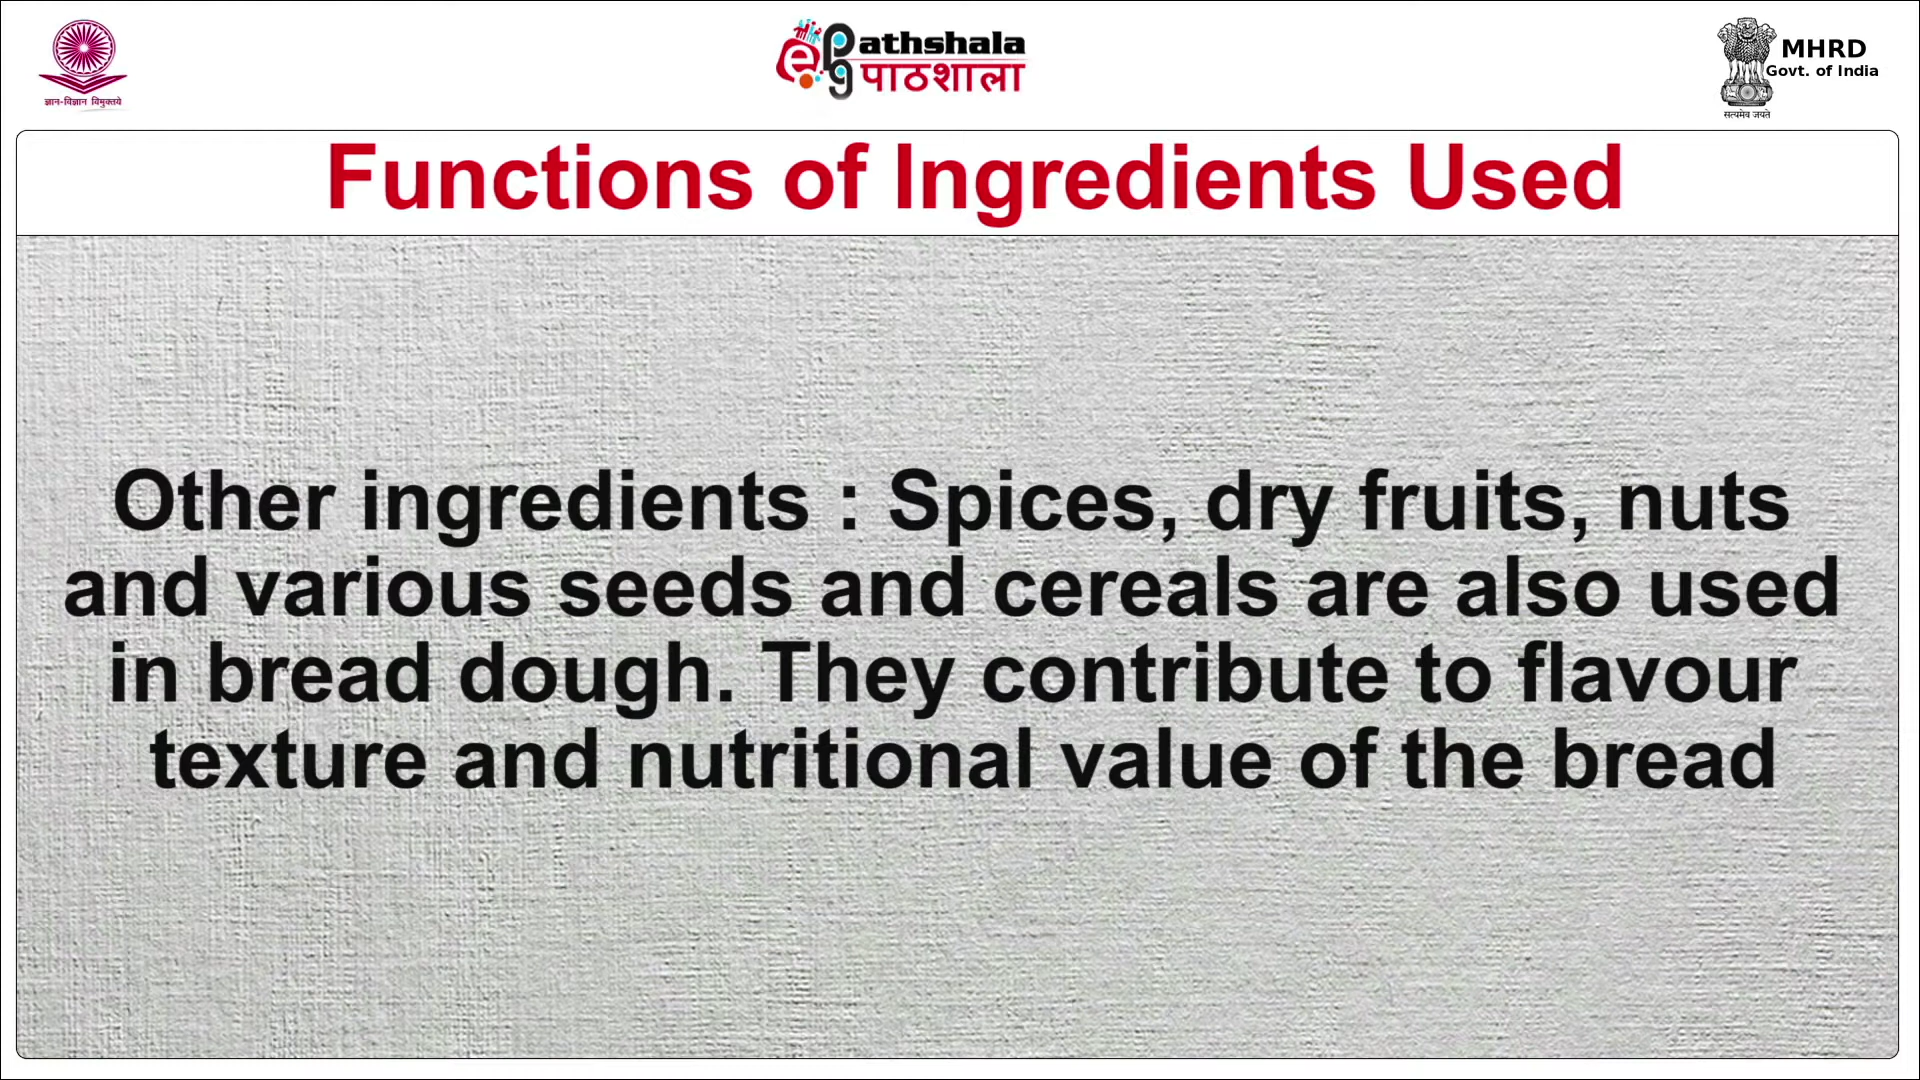 ज्ञान-विज्ञान विमुक्तये
ePg Pathshala
पाठशाला
MHRD
Govt. of India
सत्यमेव जयते
Functions of Ingredients Used
Other ingredients : Spices, dry fruits, nuts
and various seeds and cereals are also used
in bread dough. They contribute to flavour
texture and nutritional value of the bread